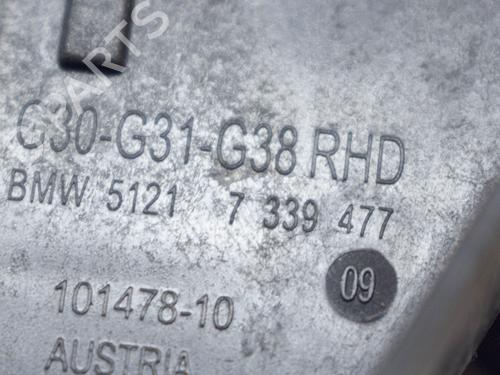 G30-G31-G38 RHD
BMW 5121 7 339 477
09
101478-10
AUSTRIA